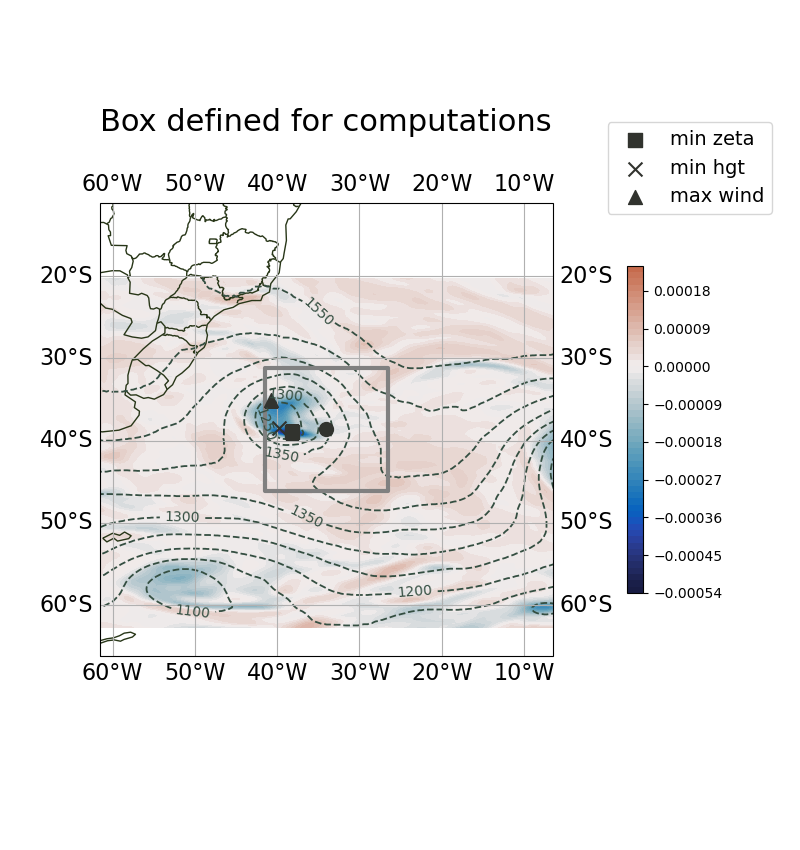 Box defined for computations
min zeta
min hgt
max wind
60°W 50°W 40°W 30°W 20°W 10°W
20°S 20°S
30°S 30°S
40°S 40°S
50°S 50°S
60°S 60°S
60°W 50°W 40°W 30°W 20°W 10°W
1550
1300
1350
1350
1300
1200
1100
0.00018
0.00009
0.00000
−0.00009
−0.00018
−0.00027
−0.00036
−0.00045
−0.00054